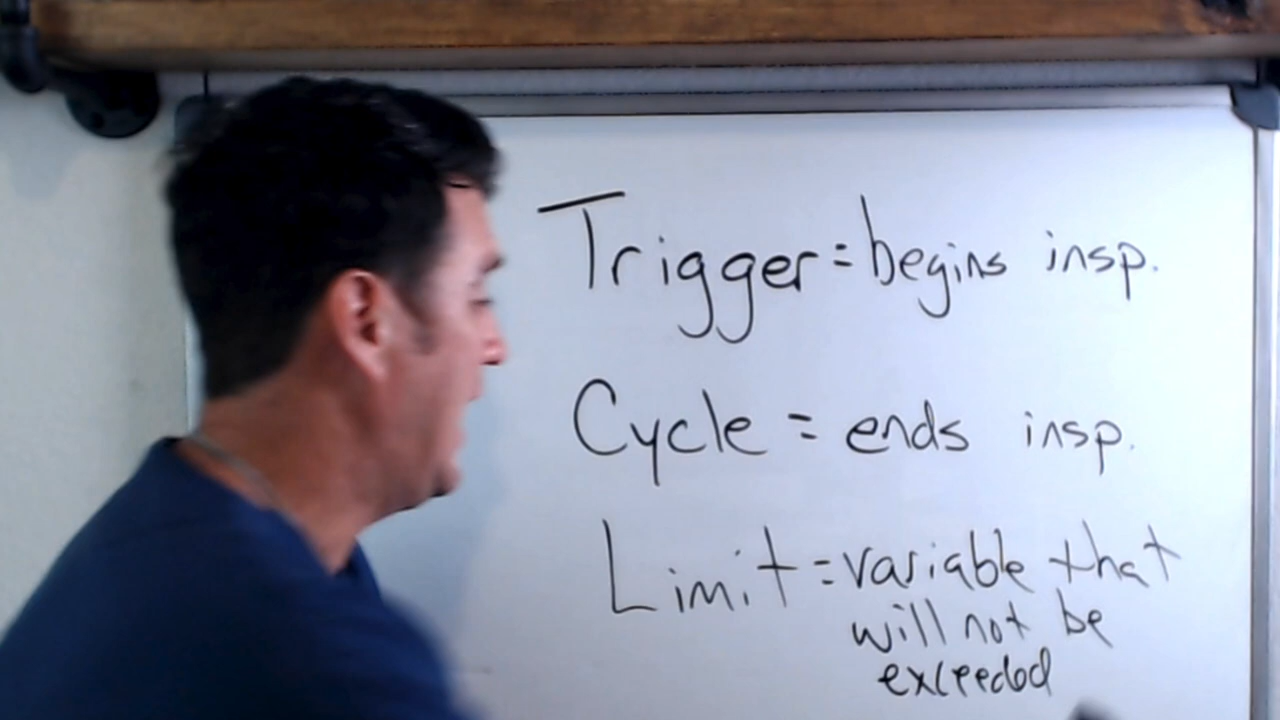 Trigger = begins insp.
Cycle = ends insp.
Limit = variable that
will not be
exceeded